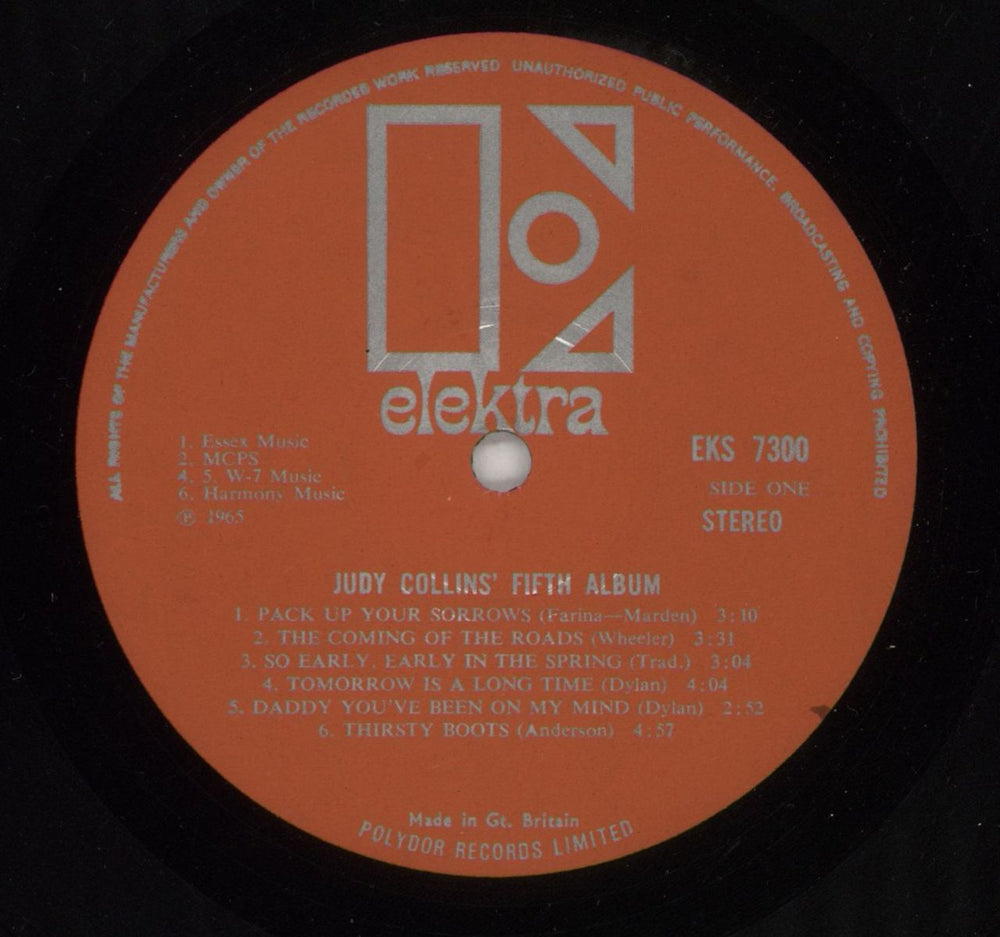 ALL RIGHTS OF THE MANUFACTURERS AND OWNER OF THE RECORDED WORK RESERVED UNAUTHORIZED PUBLIC PERFORMANCE, BROADCASTING AND COPYING PROHIBITED
elektra
1. Essex Music
2. MCPS
4. 5. W-7 Music
6. Harmony Music
℗ 1965
EKS 7300
SIDE ONE
STEREO
JUDY COLLINS' FIFTH ALBUM
1. PACK UP YOUR SORROWS (Farina—Marden) 3:10
2. THE COMING OF THE ROADS (Wheeler) 3:31
3. SO EARLY, EARLY IN THE SPRING (Trad.) 3:04
4. TOMORROW IS A LONG TIME (Dylan) 4:04
5. DADDY YOU'VE BEEN ON MY MIND (Dylan) 2:52
6. THIRSTY BOOTS (Anderson) 4:57
Made in Gt. Britain
POLYDOR RECORDS LIMITED